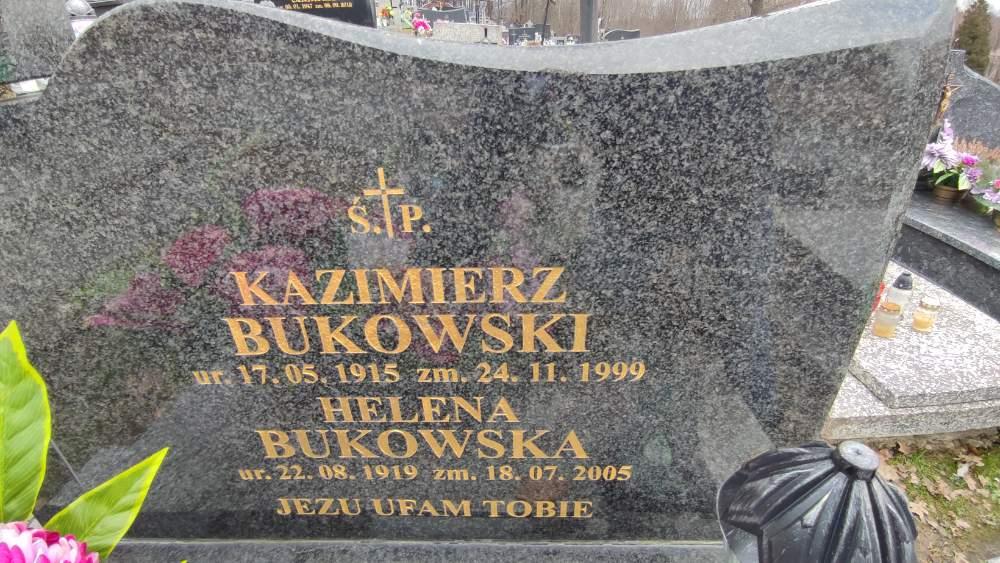 Ś. P.
KAZIMIERZ
BUKOWSKI
ur. 17. 05. 1915 zm. 24. 11. 1999
HELENA
BUKOWSKA
ur. 22. 08. 1919 zm. 18. 07. 2005
JEZU UFAM TOBIE